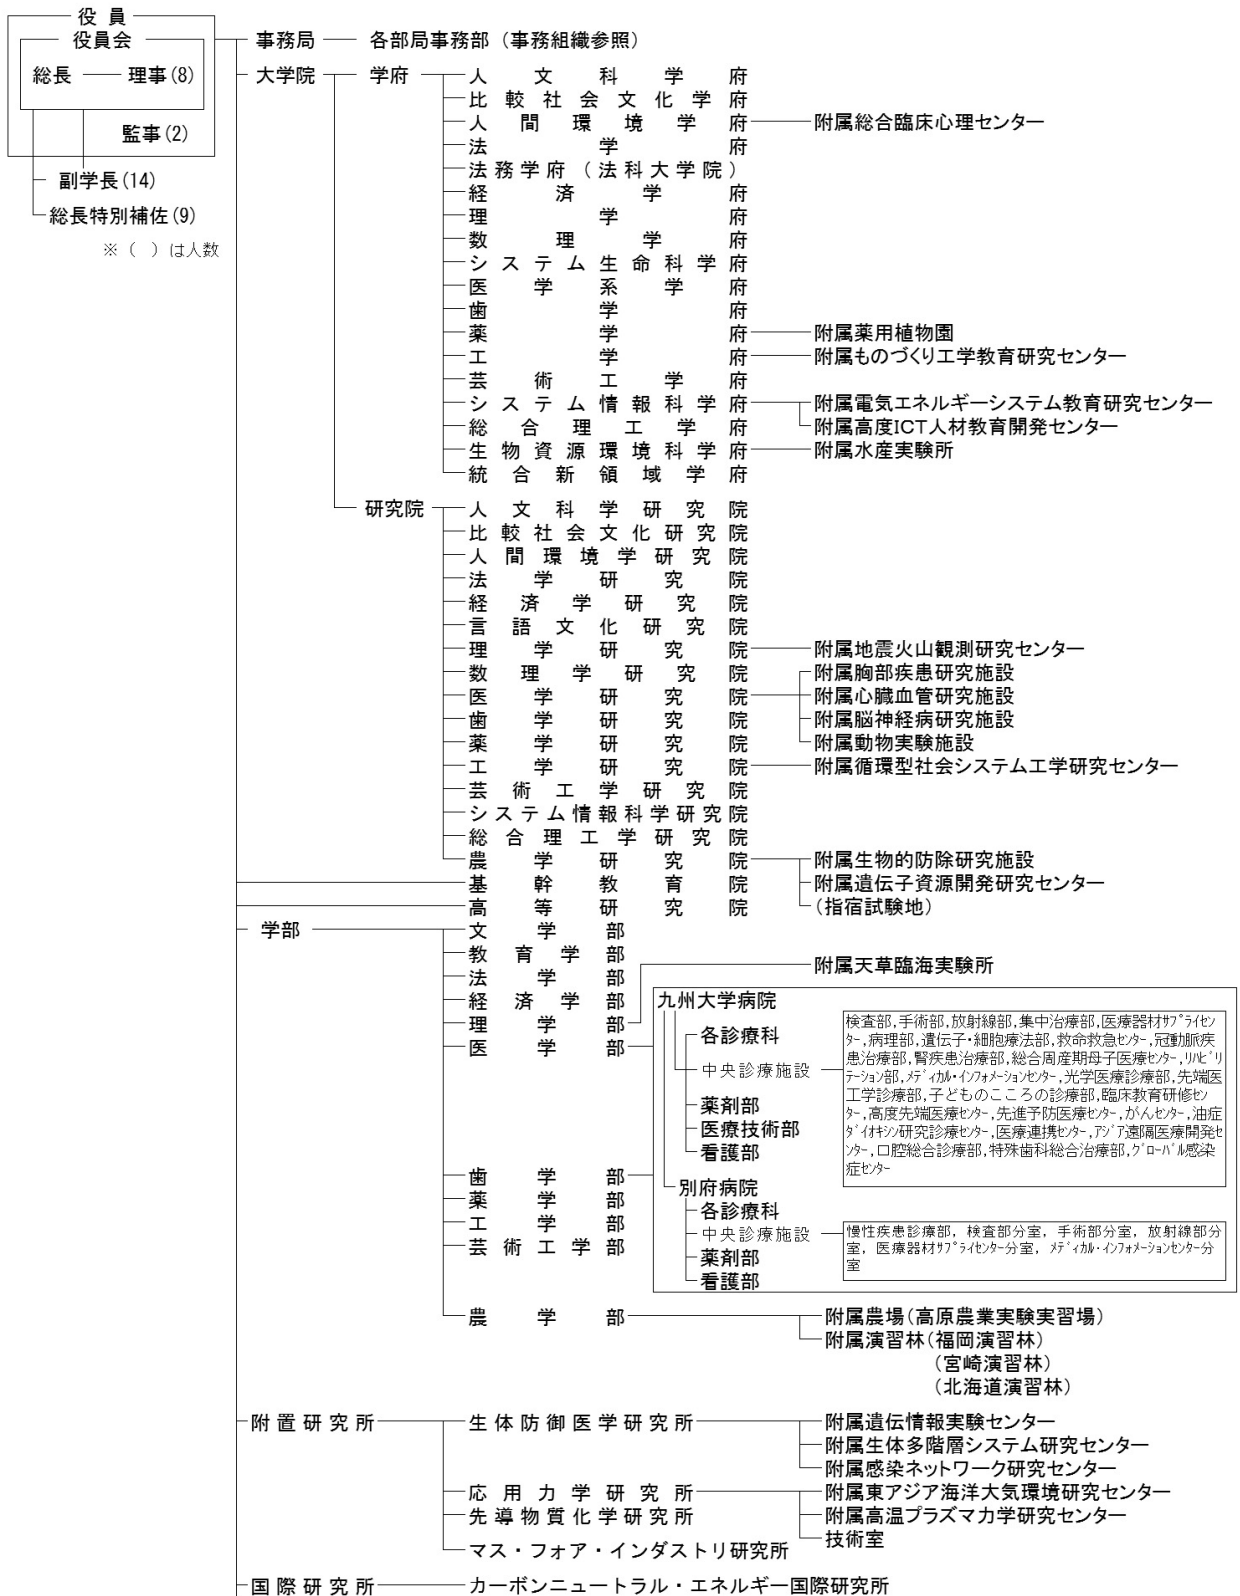 役員
役員会
総長 理事(8)
監事(2)
副学長(14)
総長特別補佐(9)
※（ ）は人数
事務局 各部局事務部（事務組織参照）
大学院 学府 人文科学府
比較社会文化学府
人間環境学府 附属総合臨床心理センター
法学府
法務学府（法科大学院）
経済学府
理学府
数理学府
システム生命科学府
医学系学府
歯学府
薬学府 附属薬用植物園
工学府 附属ものづくり工学教育研究センター
芸術工学府
システム情報科学府 附属電気エネルギーシステム教育研究センター
総合理工学府 附属高度ICT人材教育開発センター
生物資源環境科学府 附属水産実験所
統合新領域学府
研究院 人文科学研究院
比較社会文化研究院
人間環境学研究院
法学研究院
経済学研究院
言語文化研究院
理学研究院 附属地震火山観測研究センター
数理学研究院 附属胸部疾患研究施設
医学研究院 附属心臓血管研究施設
歯学研究院 附属脳神経病研究施設
薬学研究院 附属動物実験施設
工学研究院 附属循環型社会システム工学研究センター
芸術工学研究院
システム情報科学研究院
総合理工学研究院
農学研究院 附属生物的防除研究施設
基幹教育院 附属遺伝子資源開発研究センター
高等研究院 (指宿試験地)
学部 文学部
教育学部
法学部 附属天草臨海実験所
経済学部
理学部
医学部
歯学部
薬学部
工学部
芸術工学部
九州大学病院
各診療科
中央診療施設
薬剤部
医療技術部
看護部
検査部,手術部,放射線部,集中治療部,医療器材ｻﾌﾟﾗｲｾﾝ
ﾀｰ,病理部,遺伝子・細胞療法部,救命救急ｾﾝﾀｰ,冠動脈疾
患治療部,腎疾患治療部,総合周産期母子医療ｾﾝﾀｰ,ﾘﾊﾋﾞﾘ
ﾃｰｼｮﾝ部,ﾒﾃﾞｨｶﾙ･ｲﾝﾌｫﾒｰｼｮﾝｾﾝﾀｰ,光学医療診療部,先端医
工学診療部,子どものこころの診療部,臨床教育研修ｾﾝ
ﾀｰ,高度先端医療ｾﾝﾀｰ,先進予防医療ｾﾝﾀｰ,がんｾﾝﾀｰ,油症
ﾀﾞｲｵｷｼﾝ研究診療ｾﾝﾀｰ,医療連携ｾﾝﾀｰ,ｱｼﾞｱ遠隔医療開発ｾ
ﾝﾀｰ,口腔総合診療部,特殊歯科総合治療部,ｸﾞﾛｰﾊﾞﾙ感染
症ｾﾝﾀｰ
別府病院
各診療科
中央診療施設
薬剤部
看護部
慢性疾患診療部, 検査部分室, 手術部分室, 放射線部分
室, 医療器材ｻﾌﾟﾗｲｾﾝﾀｰ分室, ﾒﾃﾞｨｶﾙ･ｲﾝﾌｫﾒｰｼｮﾝｾﾝﾀｰ分
室
農学部 附属農場(高原農業実験実習場)
附属演習林(福岡演習林)
(宮崎演習林)
(北海道演習林)
附置研究所 生体防御医学研究所 附属遺伝情報実験センター
附属生体多階層システム研究センター
附属感染ネットワーク研究センター
応用力学研究所 附属東アジア海洋大気環境研究センター
先導物質化学研究所 附属高温プラズマ力学研究センター
技術室
マス・フォア・インダストリ研究所
国際研究所 カーボンニュートラル・エネルギー国際研究所